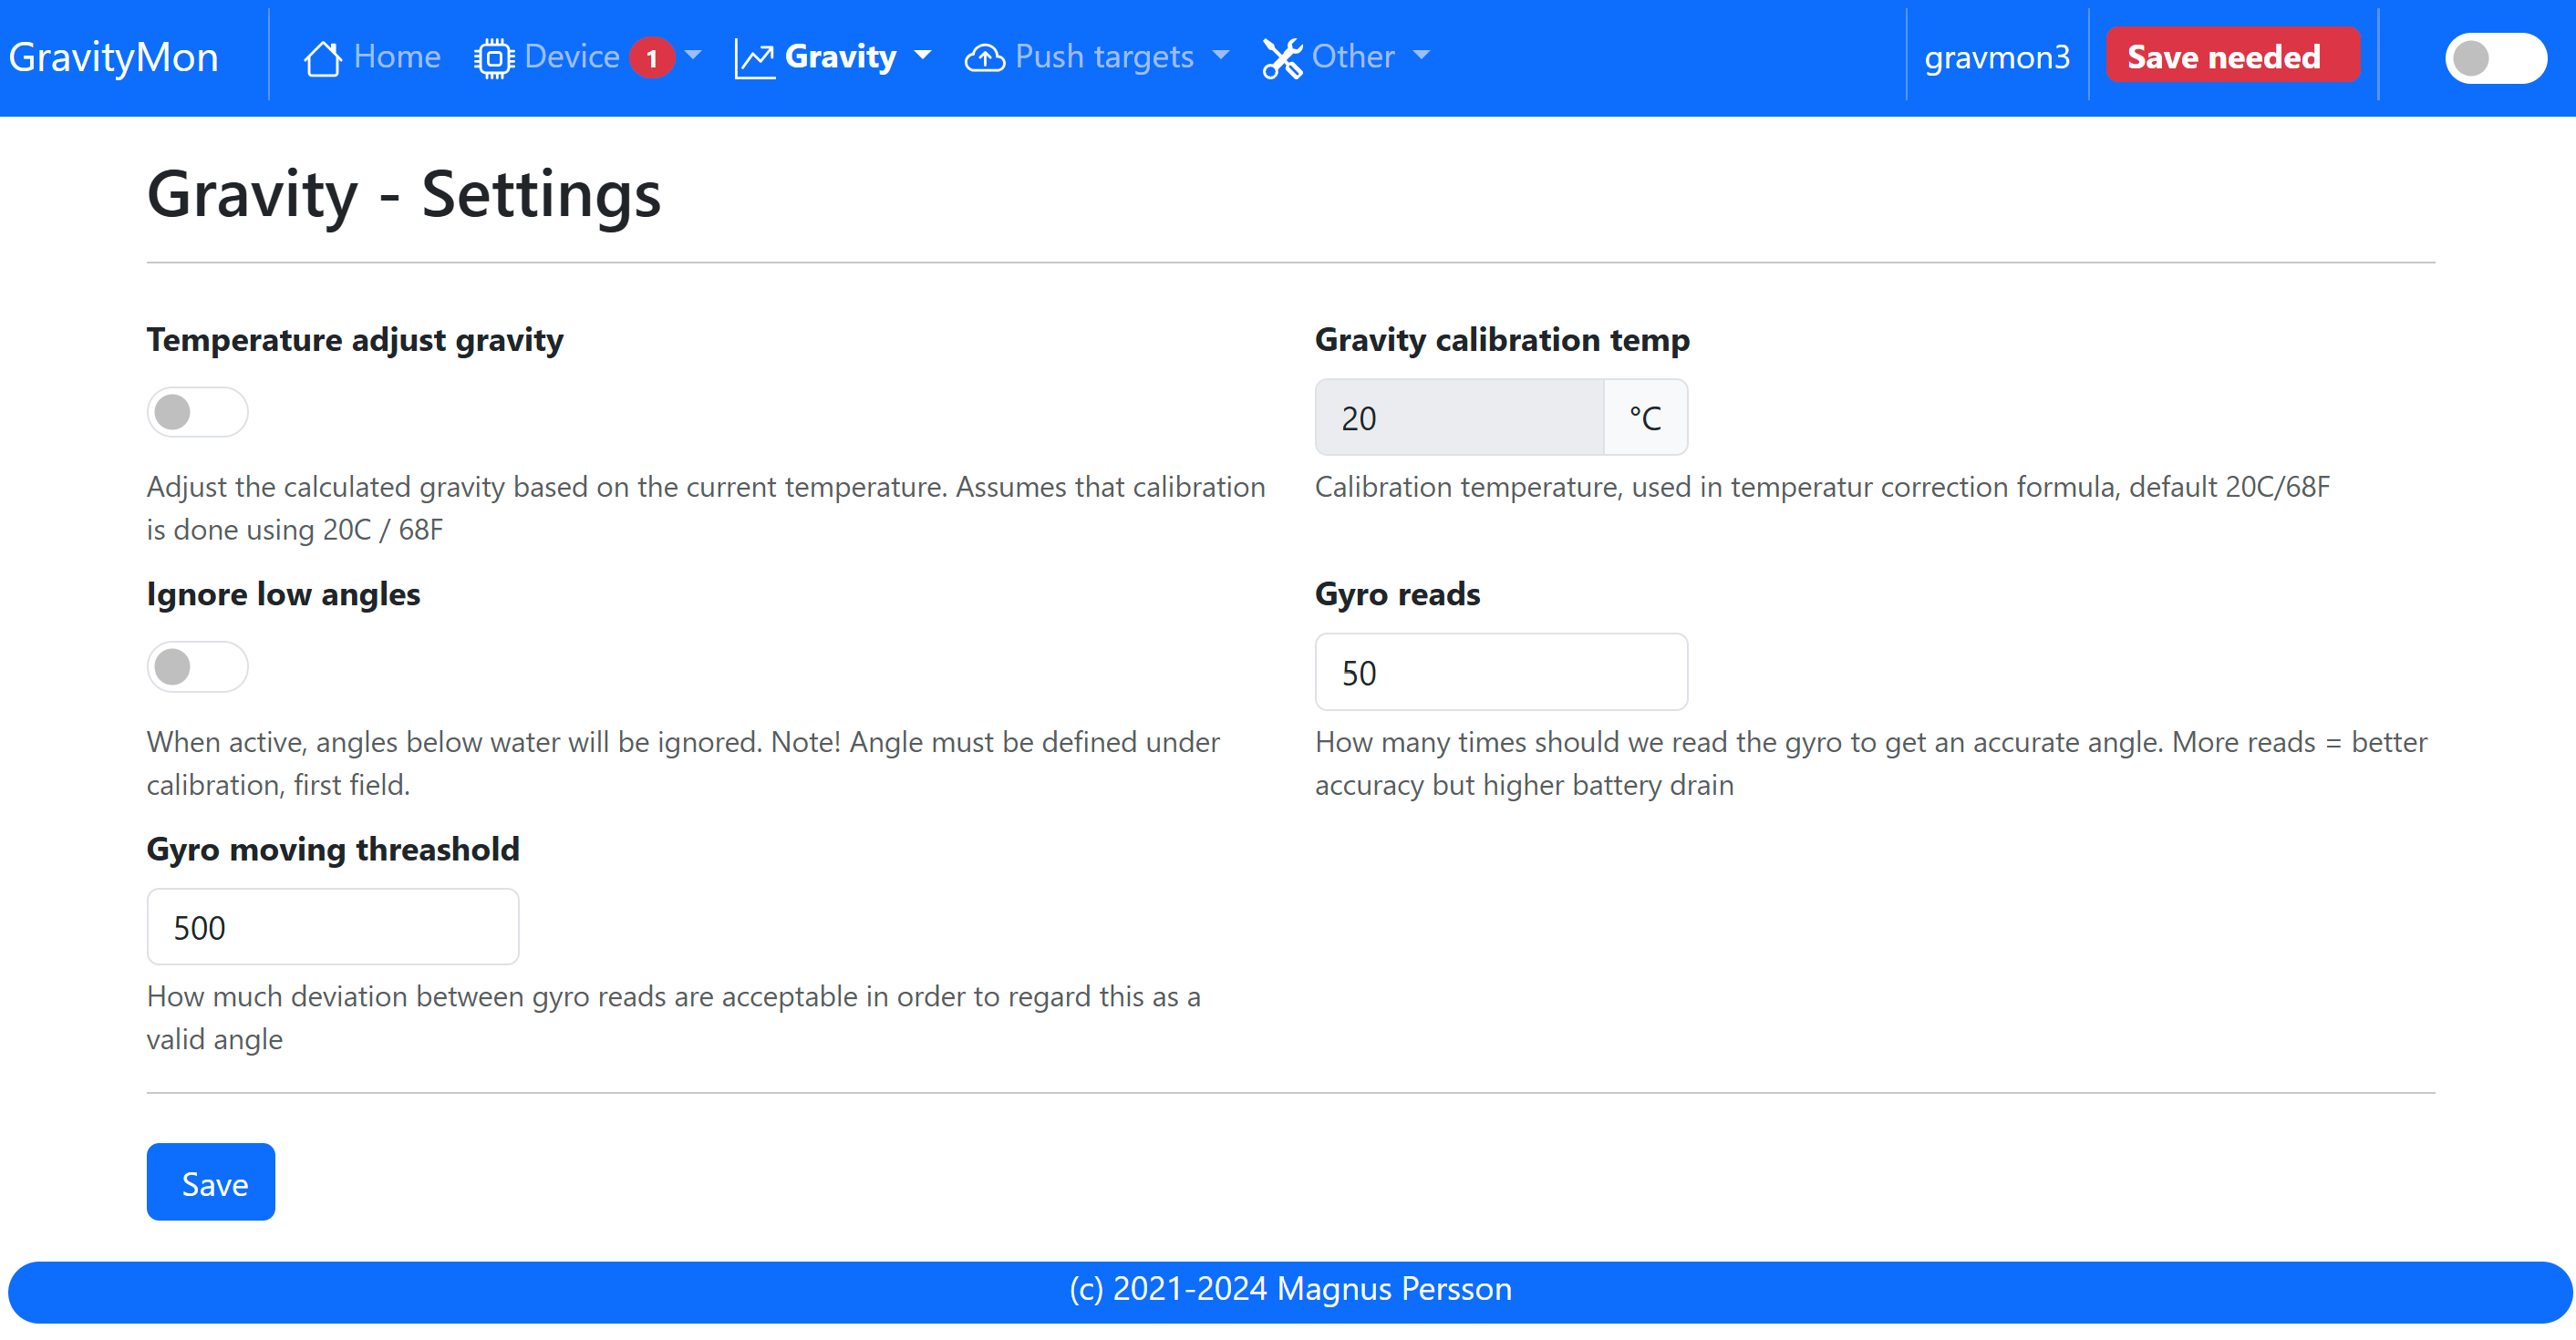 GravityMon Home Device 1 Gravity Push targets Other gravmon3 Save needed
Gravity - Settings
Temperature adjust gravity
Adjust the calculated gravity based on the current temperature. Assumes that calibration
is done using 20C / 68F
Gravity calibration temp
20 °C
Calibration temperature, used in temperatur correction formula, default 20C/68F
Ignore low angles
When active, angles below water will be ignored. Note! Angle must be defined under
calibration, first field.
Gyro reads
50
How many times should we read the gyro to get an accurate angle. More reads = better
accuracy but higher battery drain
Gyro moving threashold
500
How much deviation between gyro reads are acceptable in order to regard this as a
valid angle
Save
(c) 2021-2024 Magnus Persson